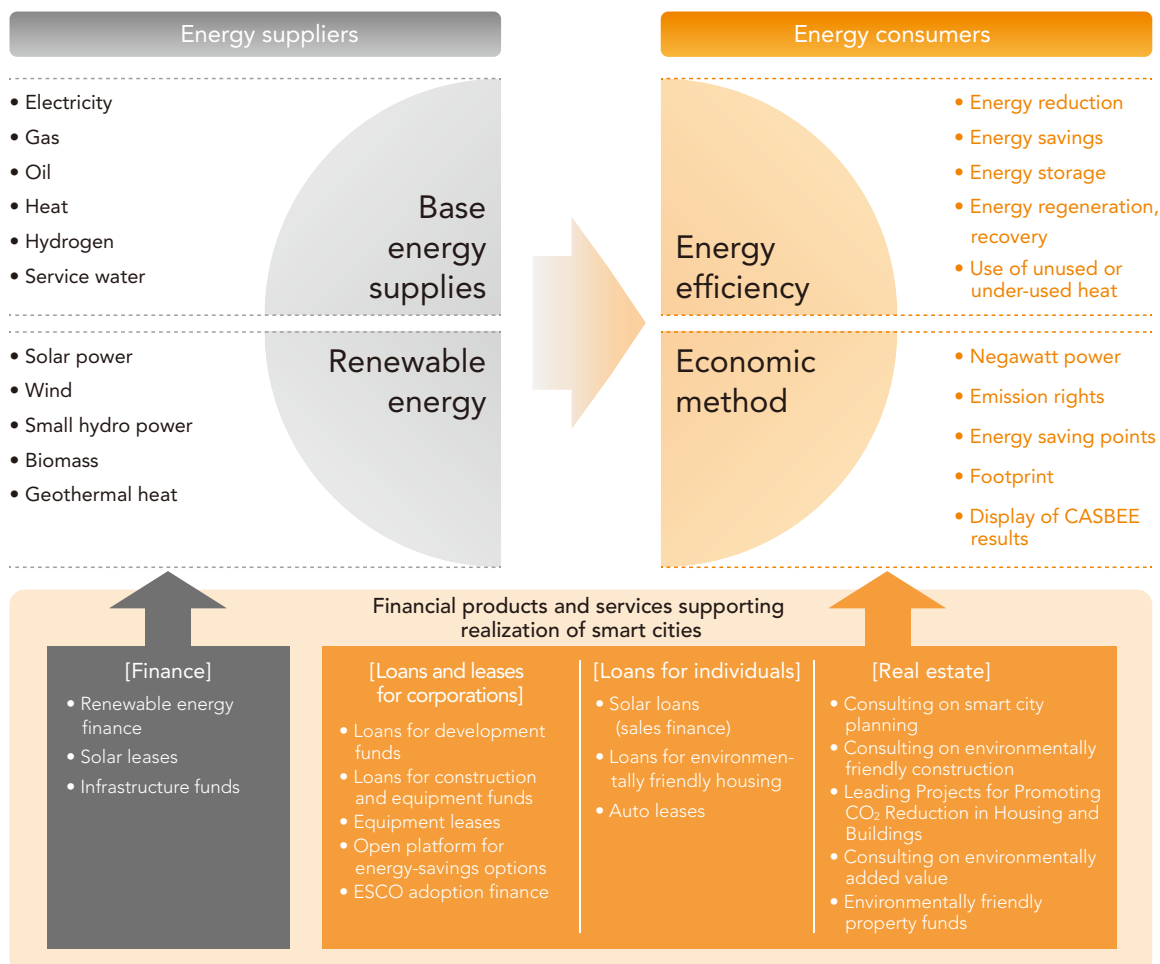 Energy suppliers
• Electricity
• Gas
• Oil
• Heat
• Hydrogen
• Service water
Base
energy
supplies
• Solar power
• Wind
• Small hydro power
• Biomass
• Geothermal heat
Renewable
energy
Energy consumers
Energy
efficiency
• Energy reduction
• Energy savings
• Energy storage
• Energy regeneration,
recovery
• Use of unused or
under-used heat
Economic
method
• Negawatt power
• Emission rights
• Energy saving points
• Footprint
• Display of CASBEE
results
Financial products and services supporting
realization of smart cities
[Finance]
• Renewable energy
finance
• Solar leases
• Infrastructure funds
[Loans and leases
for corporations]
• Loans for development
funds
• Loans for construction
and equipment funds
• Equipment leases
• Open platform for
energy-savings options
• ESCO adoption finance
[Loans for individuals]
• Solar loans
(sales finance)
• Loans for environmen-
tally friendly housing
• Auto leases
[Real estate]
• Consulting on smart city
planning
• Consulting on environmentally
friendly construction
• Leading Projects for Promoting
CO₂ Reduction in Housing and
Buildings
• Consulting on environmentally
added value
• Environmentally friendly
property funds